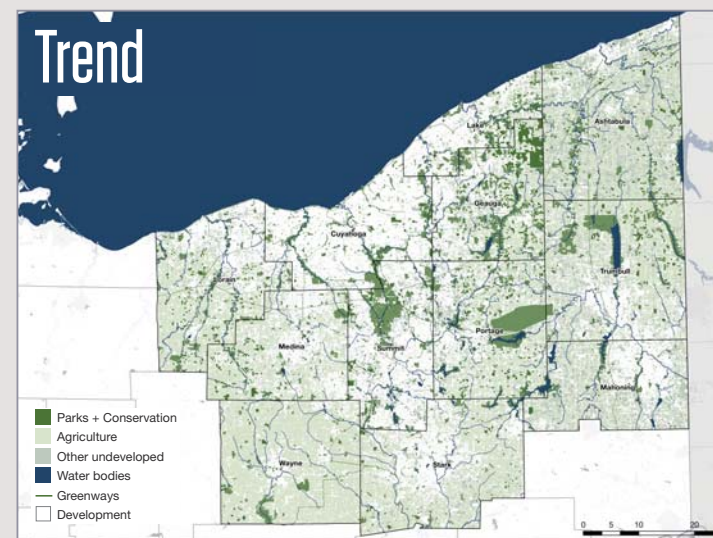 Trend
Lake
Ashtabula
Geauga
Cuyahoga
Lorain
Trumbull
Portage
Medina
Summit
Mahoning
Wayne
Stark
Parks + Conservation
Agriculture
Other undeveloped
Water bodies
Greenways
Development
0 5 10 20